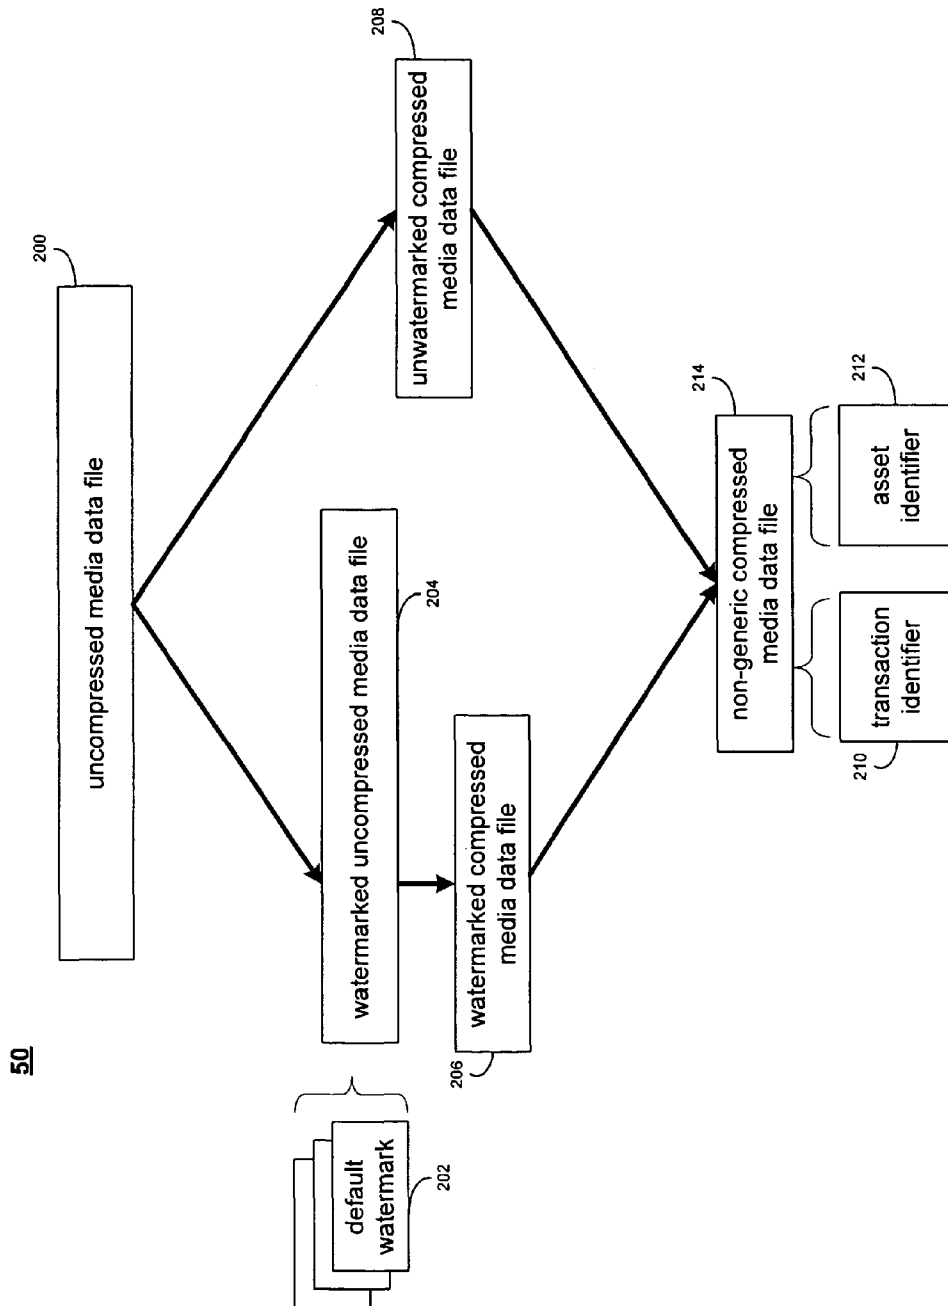 50
200
uncompressed media data file
208
unwatermarked compressed
media data file
watermarked uncompressed media data file
204
default
watermark
202
watermarked compressed
media data file
206
214
non-generic compressed
media data file
transaction
identifier
210
212
asset
identifier